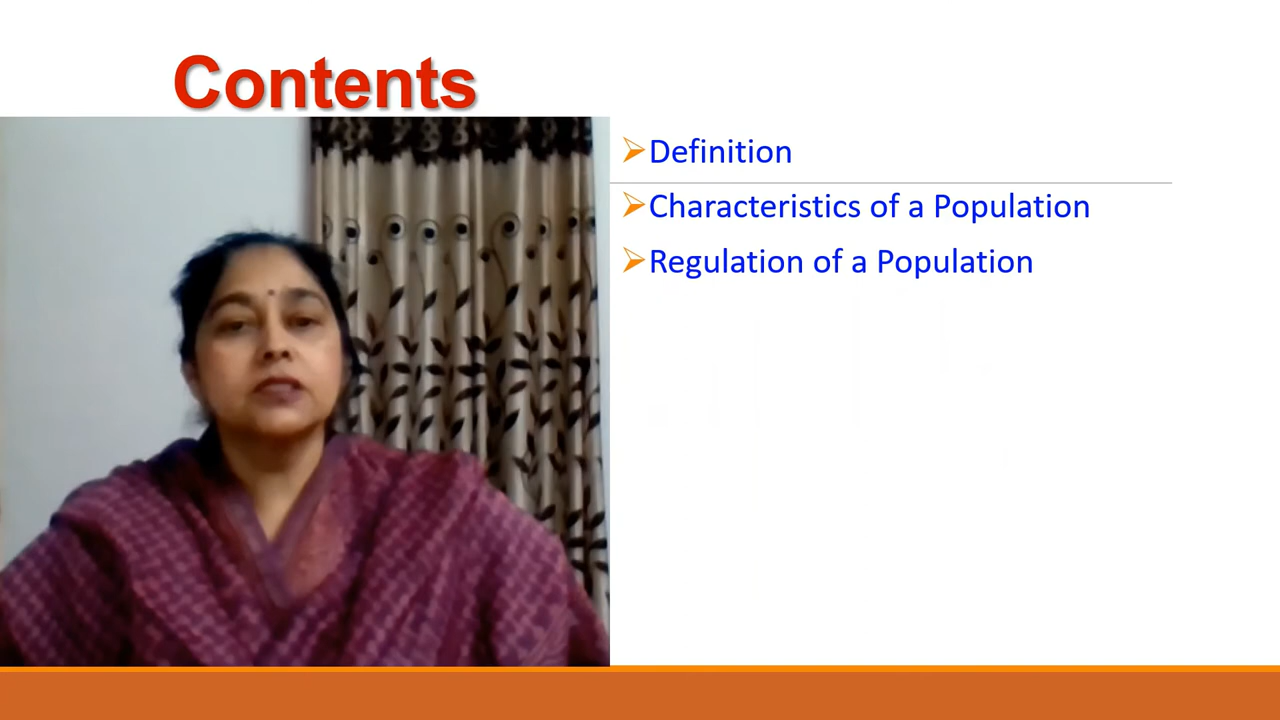 Contents
Definition
Characteristics of a Population
Regulation of a Population